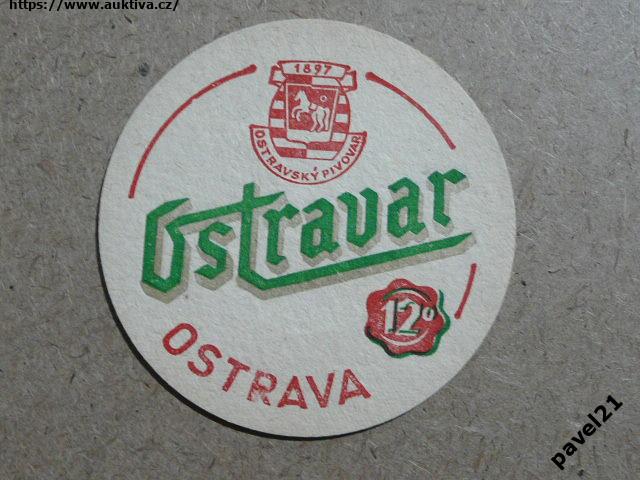 https://www.auktiva.cz/
1897
OSTRAVSKÝ PIVOVAR
Ostravar
12°
OSTRAVA
pavel21